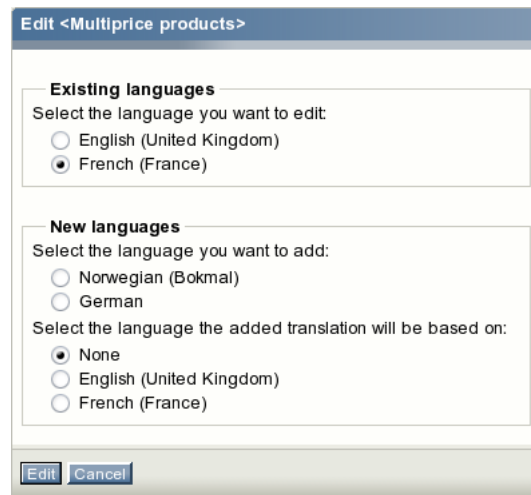 Edit <Multiprice products>
Existing languages
Select the language you want to edit:
English (United Kingdom)
French (France)
New languages
Select the language you want to add:
Norwegian (Bokmal)
German
Select the language the added translation will be based on:
None
English (United Kingdom)
French (France)
Edit Cancel